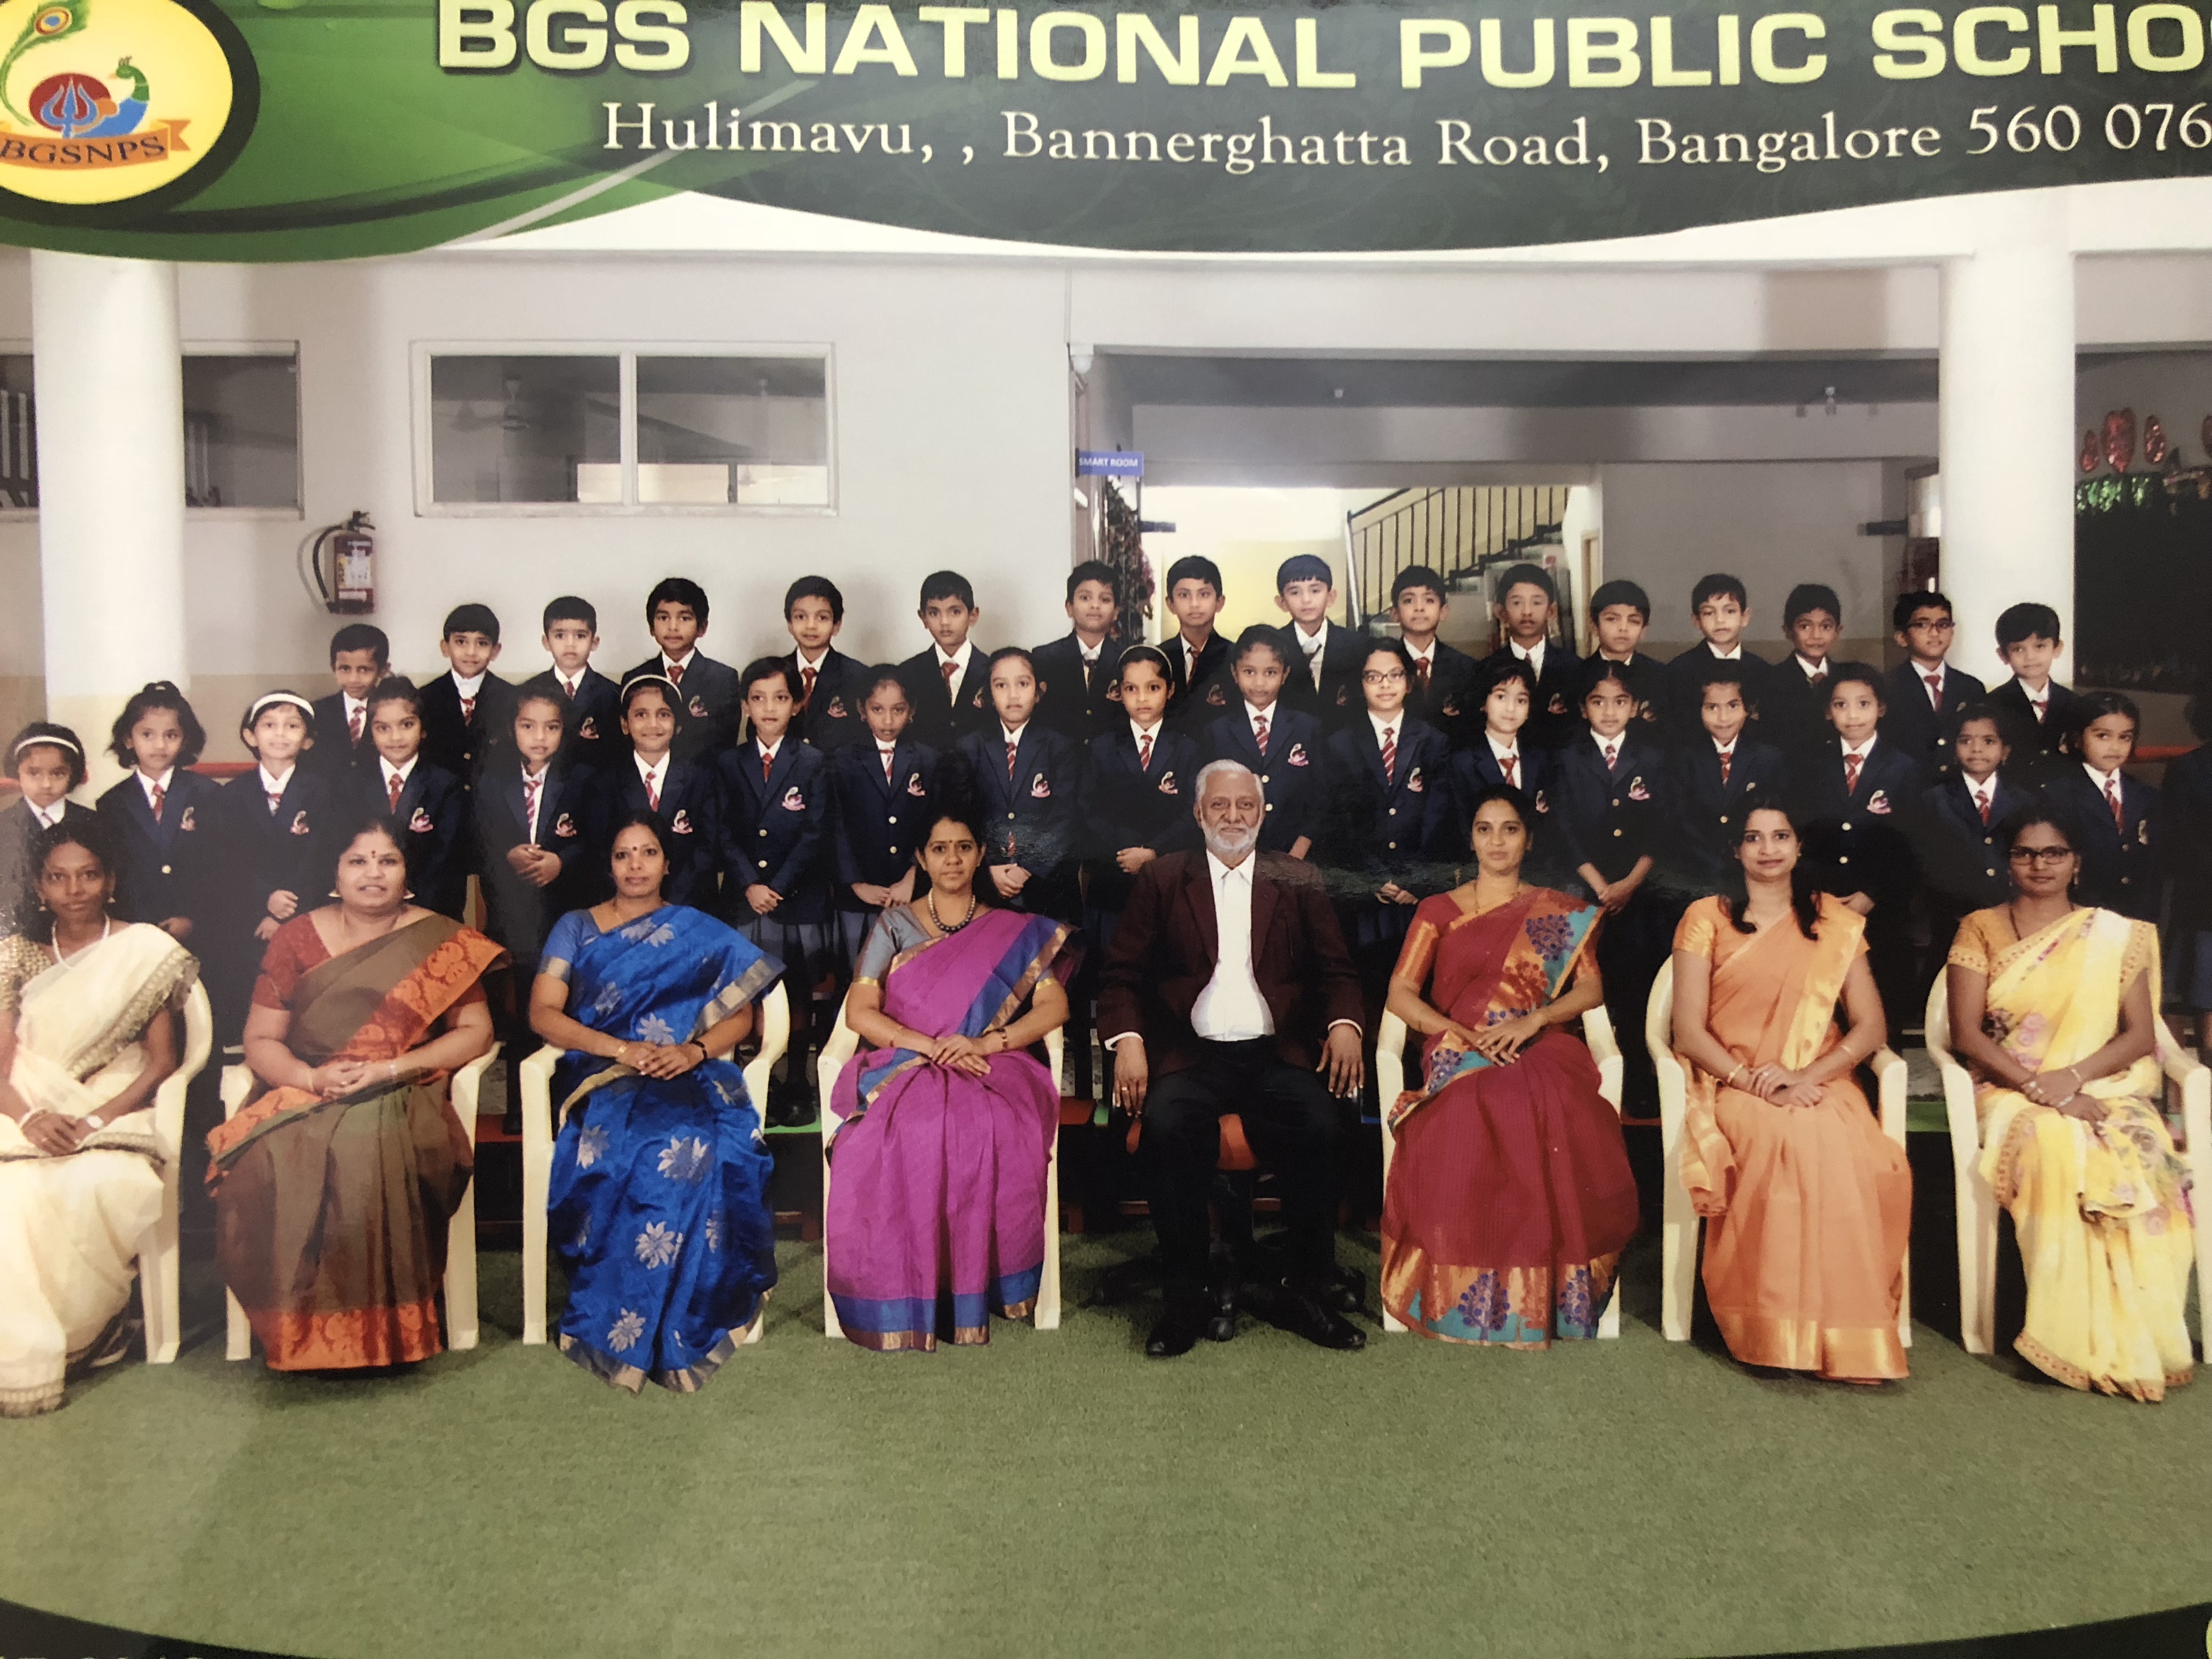 BGS NATIONAL PUBLIC SCHO
Hulimavu, , Bannerghatta Road, Bangalore 560 076
BGSNPS
SMART ROOM